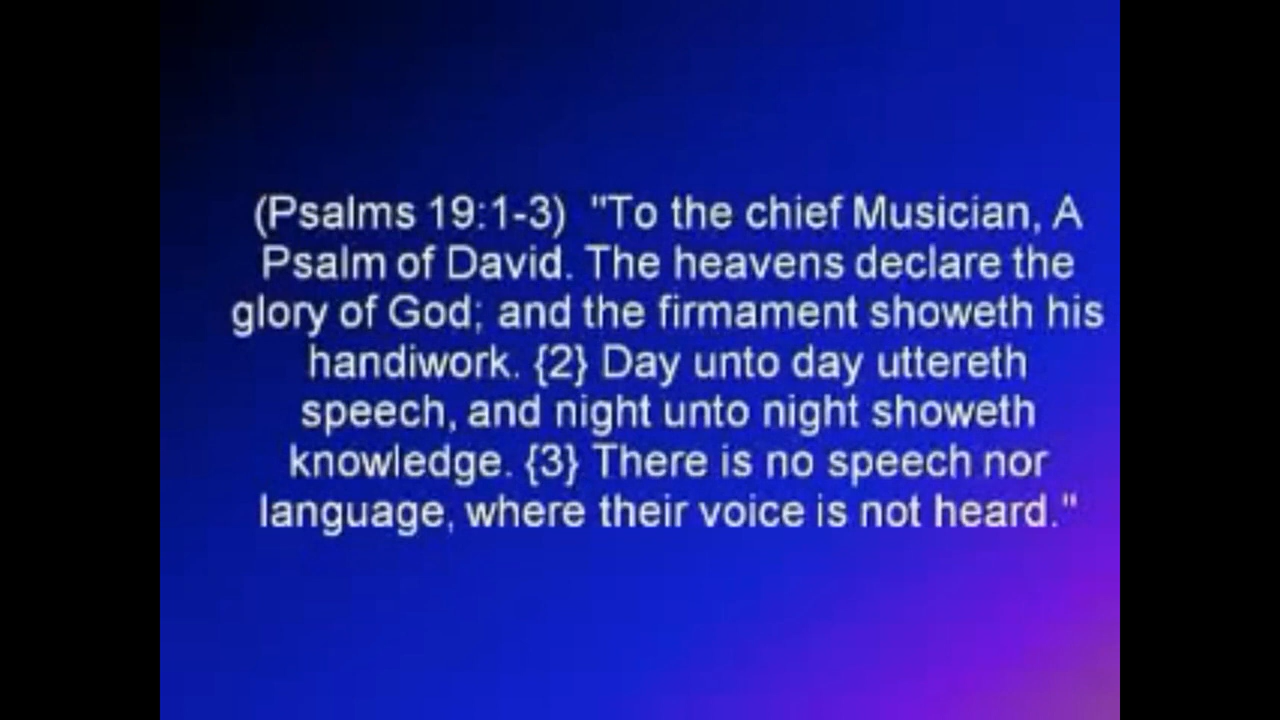 (Psalms 19:1-3)  "To the chief Musician, A
Psalm of David. The heavens declare the
glory of God; and the firmament showeth his
handiwork. {2} Day unto day uttereth
speech, and night unto night showeth
knowledge. {3} There is no speech nor
language, where their voice is not heard."